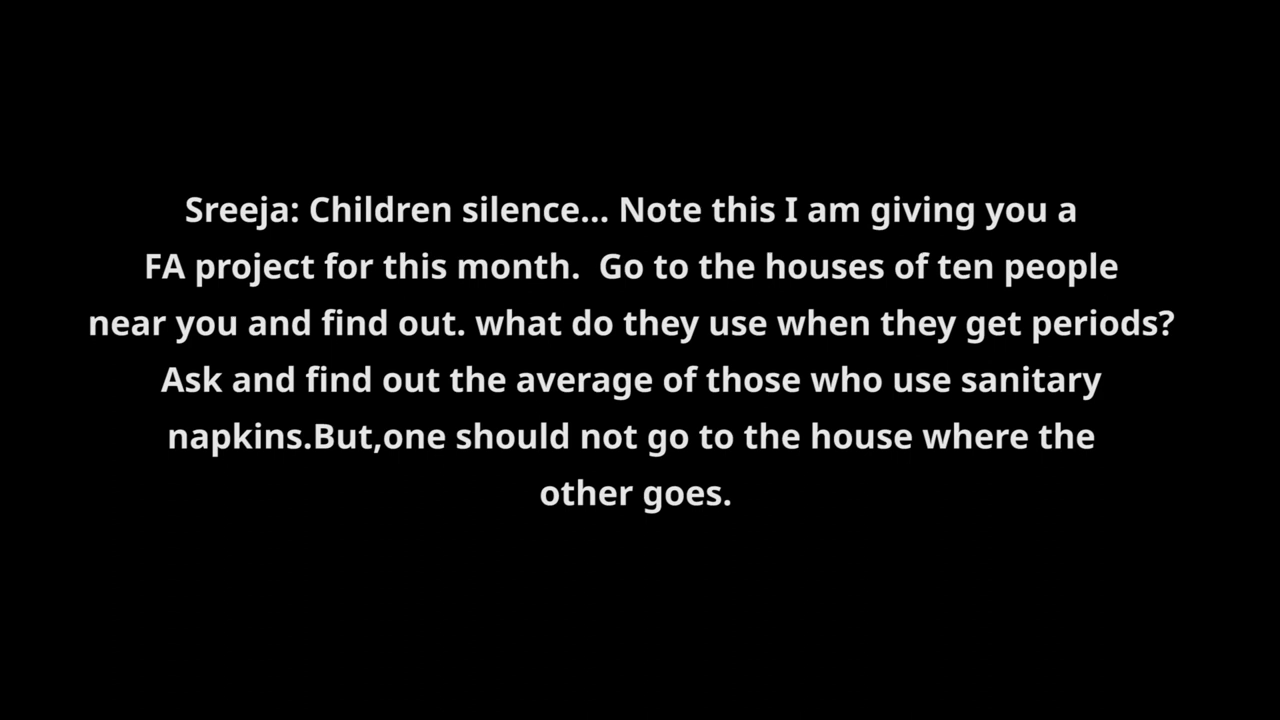 Sreeja: Children silence... Note this I am giving you a
FA project for this month.  Go to the houses of ten people
near you and find out. what do they use when they get periods?
Ask and find out the average of those who use sanitary
napkins.But,one should not go to the house where the
other goes.